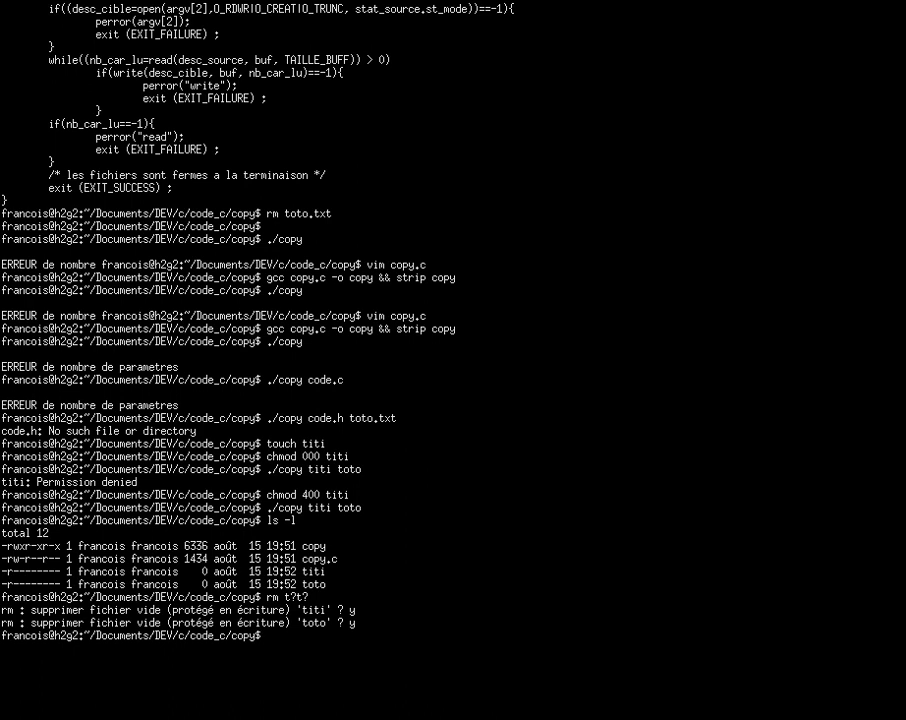 if((desc_cible=open(argv[2],O_RDWR|O_CREAT|O_TRUNC, stat_source.st_mode))==-1){
perror(argv[2]);
exit (EXIT_FAILURE) ;
}
while((nb_car_lu=read(desc_source, buf, TAILLE_BUFF)) > 0)
if(write(desc_cible, buf, nb_car_lu)==-1){
perror("write");
exit (EXIT_FAILURE) ;
}
if(nb_car_lu==-1){
perror("read");
exit (EXIT_FAILURE) ;
}
/* les fichiers sont fermes a la terminaison */
exit (EXIT_SUCCESS) ;
}
francois@h2g2:~/Documents/DEV/c/code_c/copy$ rm toto.txt
francois@h2g2:~/Documents/DEV/c/code_c/copy$
francois@h2g2:~/Documents/DEV/c/code_c/copy$ ./copy
ERREUR de nombre francois@h2g2:~/Documents/DEV/c/code_c/copy$ vim copy.c
francois@h2g2:~/Documents/DEV/c/code_c/copy$ gcc copy.c -o copy && strip copy
francois@h2g2:~/Documents/DEV/c/code_c/copy$ ./copy
ERREUR de nombre francois@h2g2:~/Documents/DEV/c/code_c/copy$ vim copy.c
francois@h2g2:~/Documents/DEV/c/code_c/copy$ gcc copy.c -o copy && strip copy
francois@h2g2:~/Documents/DEV/c/code_c/copy$ ./copy
ERREUR de nombre de parametres
francois@h2g2:~/Documents/DEV/c/code_c/copy$ ./copy code.c
ERREUR de nombre de parametres
francois@h2g2:~/Documents/DEV/c/code_c/copy$ ./copy code.h toto.txt
code.h: No such file or directory
francois@h2g2:~/Documents/DEV/c/code_c/copy$ touch titi
francois@h2g2:~/Documents/DEV/c/code_c/copy$ chmod 000 titi
francois@h2g2:~/Documents/DEV/c/code_c/copy$ ./copy titi toto
titi: Permission denied
francois@h2g2:~/Documents/DEV/c/code_c/copy$ chmod 400 titi
francois@h2g2:~/Documents/DEV/c/code_c/copy$ ./copy titi toto
francois@h2g2:~/Documents/DEV/c/code_c/copy$ ls -l
total 12
-rwxr-xr-x 1 francois francois 6336 août  15 19:51 copy
-rw-r--r-- 1 francois francois 1434 août  15 19:51 copy.c
-r-------- 1 francois francois    0 août  15 19:52 titi
-r-------- 1 francois francois    0 août  15 19:52 toto
francois@h2g2:~/Documents/DEV/c/code_c/copy$ rm t?t?
rm : supprimer fichier vide (protégé en écriture) 'titi' ? y
rm : supprimer fichier vide (protégé en écriture) 'toto' ? y
francois@h2g2:~/Documents/DEV/c/code_c/copy$